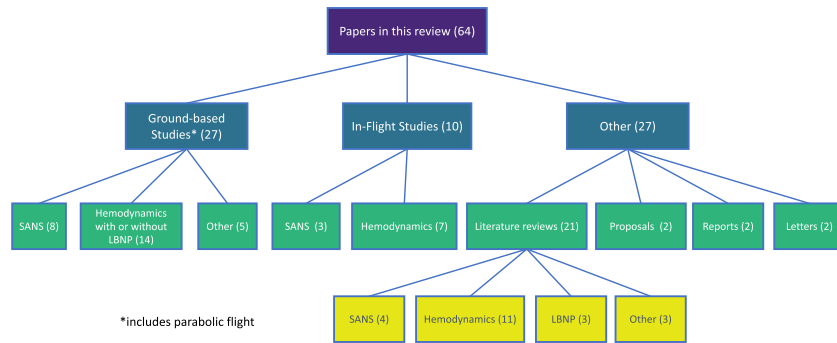 Papers in this review (64)
Ground-based
Studies* (27)
In-Flight Studies (10)
Other (27)
SANS (8)
Hemodynamics
with or without
LBNP (14)
Other (5)
SANS  (3)
Hemodynamics (7)
Literature reviews (21)
Proposals  (2)
Reports (2)
Letters (2)
SANS (4)
Hemodynamics (11)
LBNP (3)
Other (3)
*includes parabolic flight